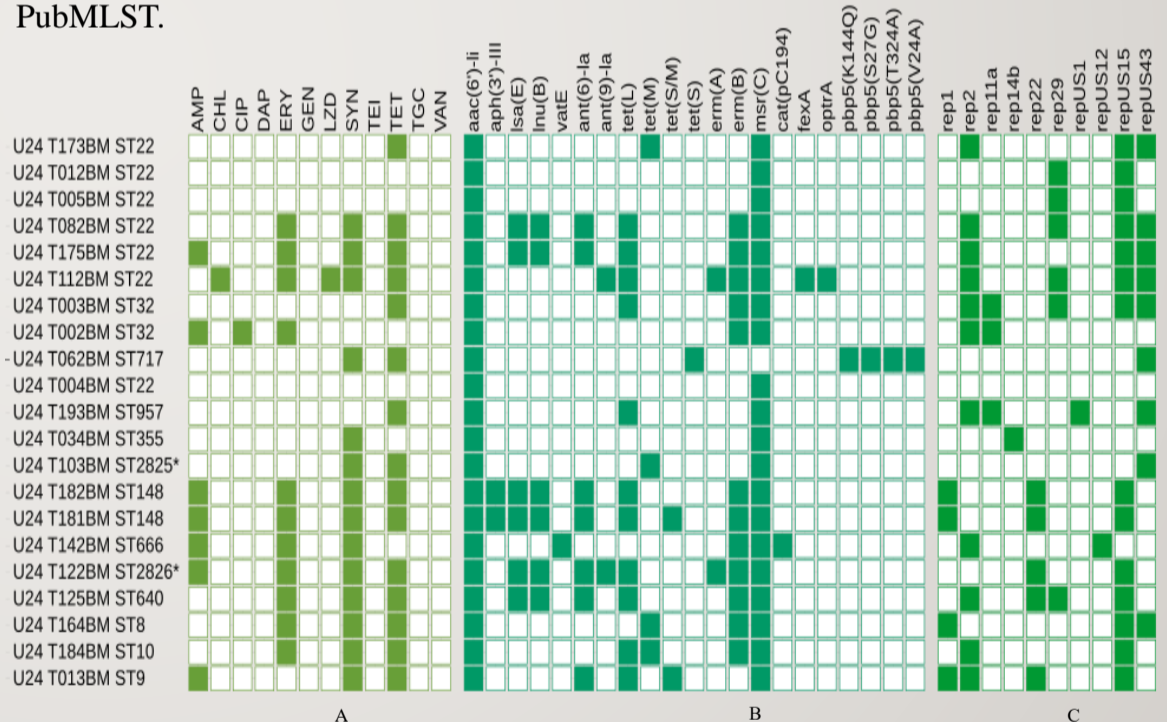 PubMLST.
AMP CHL CIP DAP ERY GEN LZD SYN TEI TET TGC VAN
aac(6')-Ii aph(3')-III lsa(E) lnu(B) vatE ant(6)-Ia ant(9)-Ia tet(L) tet(M) tet(S/M) tet(S) erm(A) erm(B) msr(C) cat(pC194) fexA optrA pbp5(K144Q) pbp5(S27G) pbp5(T324A) pbp5(V24A)
rep1 rep2 rep11a rep14b rep22 rep29 repUS1 repUS12 repUS15 repUS43
U24 T173BM ST22
U24 T012BM ST22
U24 T005BM ST22
U24 T082BM ST22
U24 T175BM ST22
U24 T112BM ST22
U24 T003BM ST32
U24 T002BM ST32
-U24 T062BM ST717
U24 T004BM ST22
U24 T193BM ST957
U24 T034BM ST355
U24 T103BM ST2825*
U24 T182BM ST148
U24 T181BM ST148
U24 T142BM ST666
U24 T122BM ST2826*
U24 T125BM ST640
U24 T164BM ST8
U24 T184BM ST10
U24 T013BM ST9
A B C